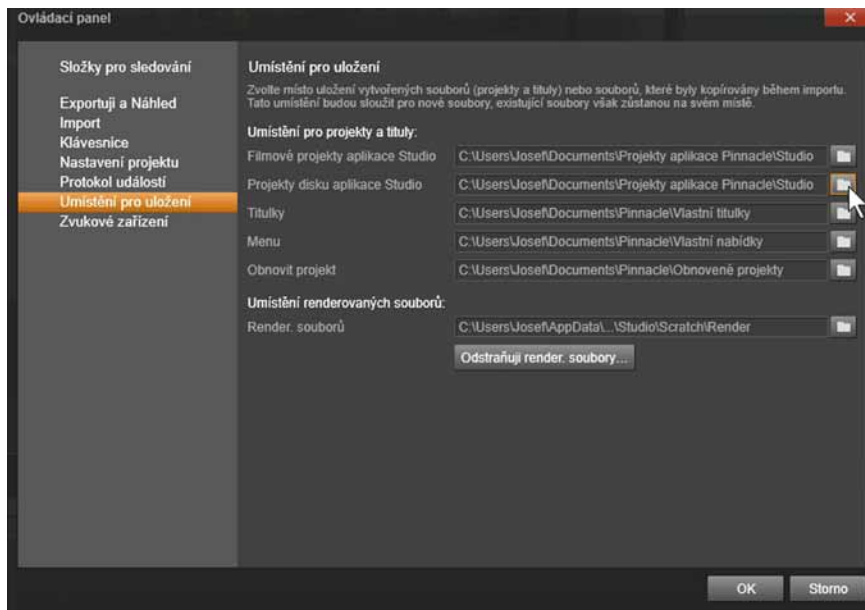 Ovládací panel
Složky pro sledování
Exportuji a Náhled
Import
Klávesnice
Nastavení projektu
Protokol událostí
Umístění pro uložení
Zvukové zařízení
Umístění pro uložení
Zvolte místo uložení vytvořených souborů (projekty a tituly) nebo souborů, které byly kopírovány během importu.
Tato umístění budou sloužit pro nové soubory, existující soubory však zůstanou na svém místě.
Umístění pro projekty a tituly:
Filmové projekty aplikace Studio C:\Users\Josef\Documents\Projekty aplikace Pinnacle\Studio
Projekty disku aplikace Studio C:\Users\Josef\Documents\Projekty aplikace Pinnacle\Studio
Titulky C:\Users\Josef\Documents\Pinnacle\Vlastní titulky
Menu C:\Users\Josef\Documents\Pinnacle\Vlastní nabídky
Obnovit projekt C:\Users\Josef\Documents\Pinnacle\Obnovené projekty
Umístění renderovaných souborů:
Render. souborů C:\Users\Josef\AppData\...\Studio\Scratch\Render
Odstraňuji render. soubory...
OK Storno